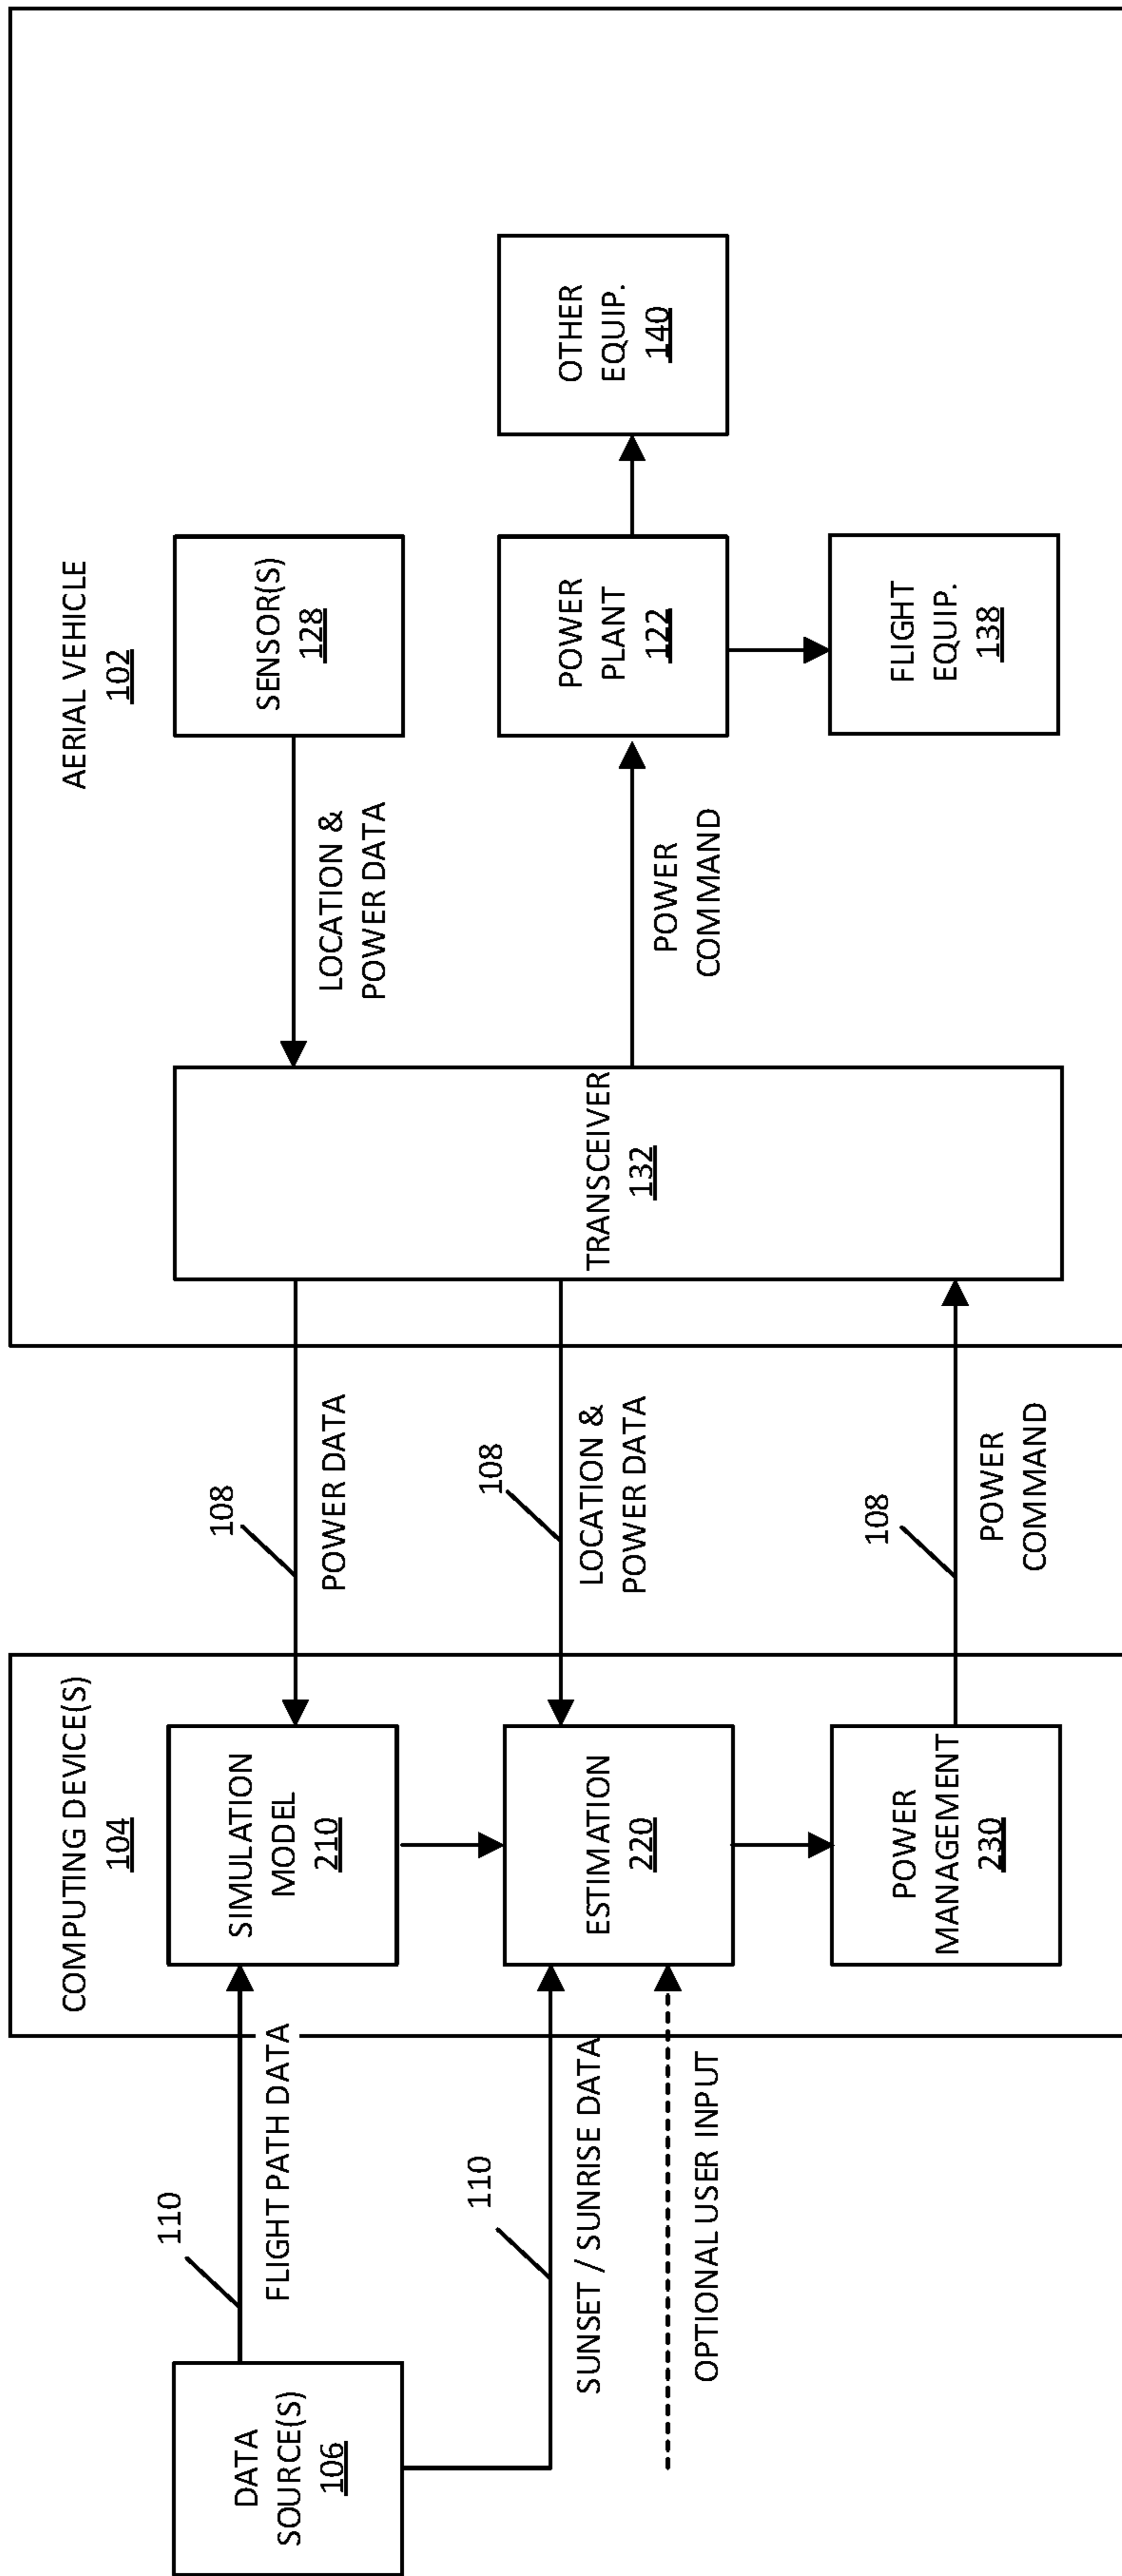 DATA
SOURCE(S)
106
110
FLIGHT PATH DATA
110
SUNSET / SUNRISE DATA
OPTIONAL USER INPUT
COMPUTING DEVICE(S)
104
SIMULATION
MODEL
210
ESTIMATION
220
POWER
MANAGEMENT
230
108
POWER DATA
108
LOCATION &
POWER DATA
108
POWER
COMMAND
AERIAL VEHICLE
102
TRANSCEIVER
132
LOCATION &
POWER DATA
POWER
COMMAND
SENSOR(S)
128
POWER
PLANT
122
FLIGHT
EQUIP.
138
OTHER
EQUIP.
140